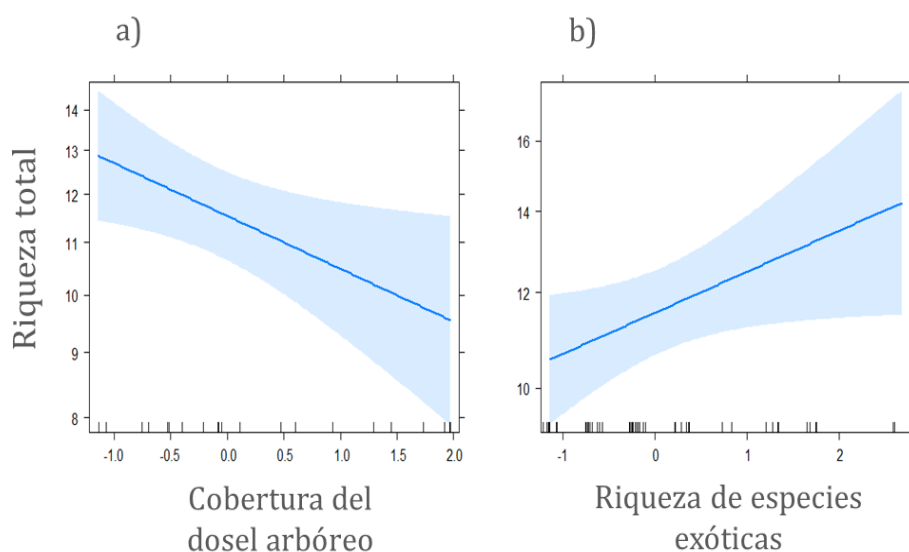 a)
b)
Riqueza total
14
13
12
11
10
9
8
16
14
12
10
-1.0 -0.5 0.0 0.5 1.0 1.5 2.0
-1 0 1 2
Cobertura del
dosel arbóreo
Riqueza de especies
exóticas